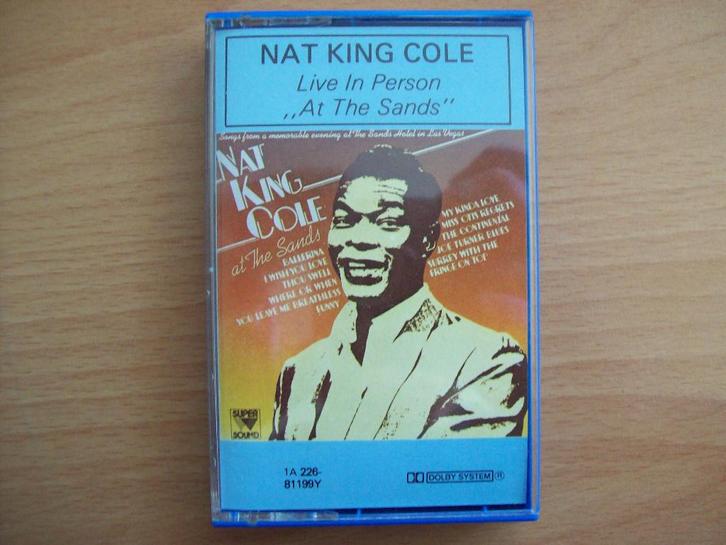 NAT KING COLE
Live In Person
,,At The Sands"
Songs from a memorable evening at The Sands Hotel in Las Vegas
NAT
KING
COLE
at The Sands
BALLERINA
I WISH YOU LOVE
THOU SWELL
WHERE OR WHEN
YOU LEAVE ME BREATHLESS
FUNNY
MY KINDA LOVE
MISS OTIS REGRETS
THE CONTINENTAL
JOE TURNER BLUES
SURREY WITH THE
FRINGE ON TOP
SUPER
SOUND
1A 226-
81199Y
DOLBY SYSTEM ®